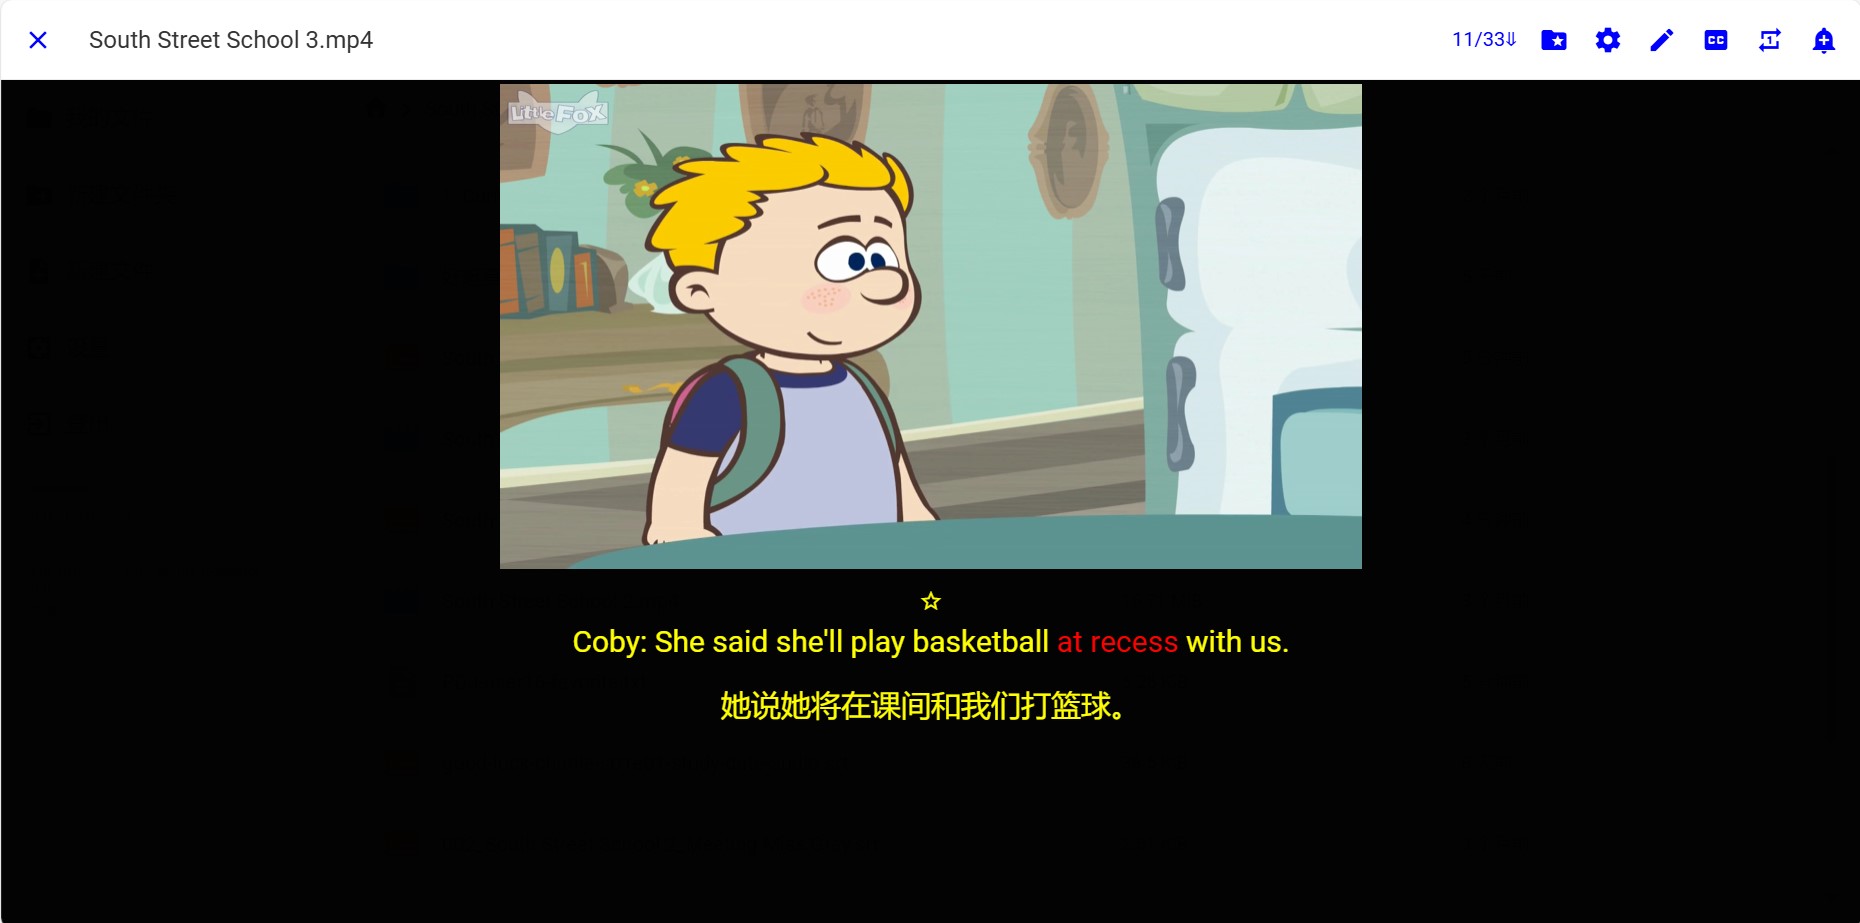 South Street School 3.mp4
11/33⇓
Little Fox
Coby: She said she'll play basketball at recess with us.
她说她将在课间和我们打篮球。